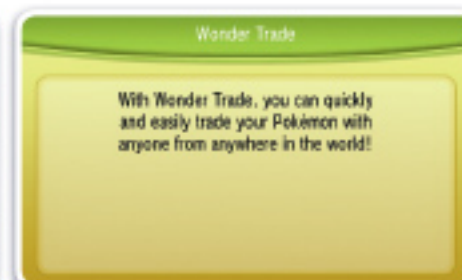 Wonder Trade
With Wonder Trade, you can quickly
and easily trade your Pokémon with
anyone from anywhere in the world!